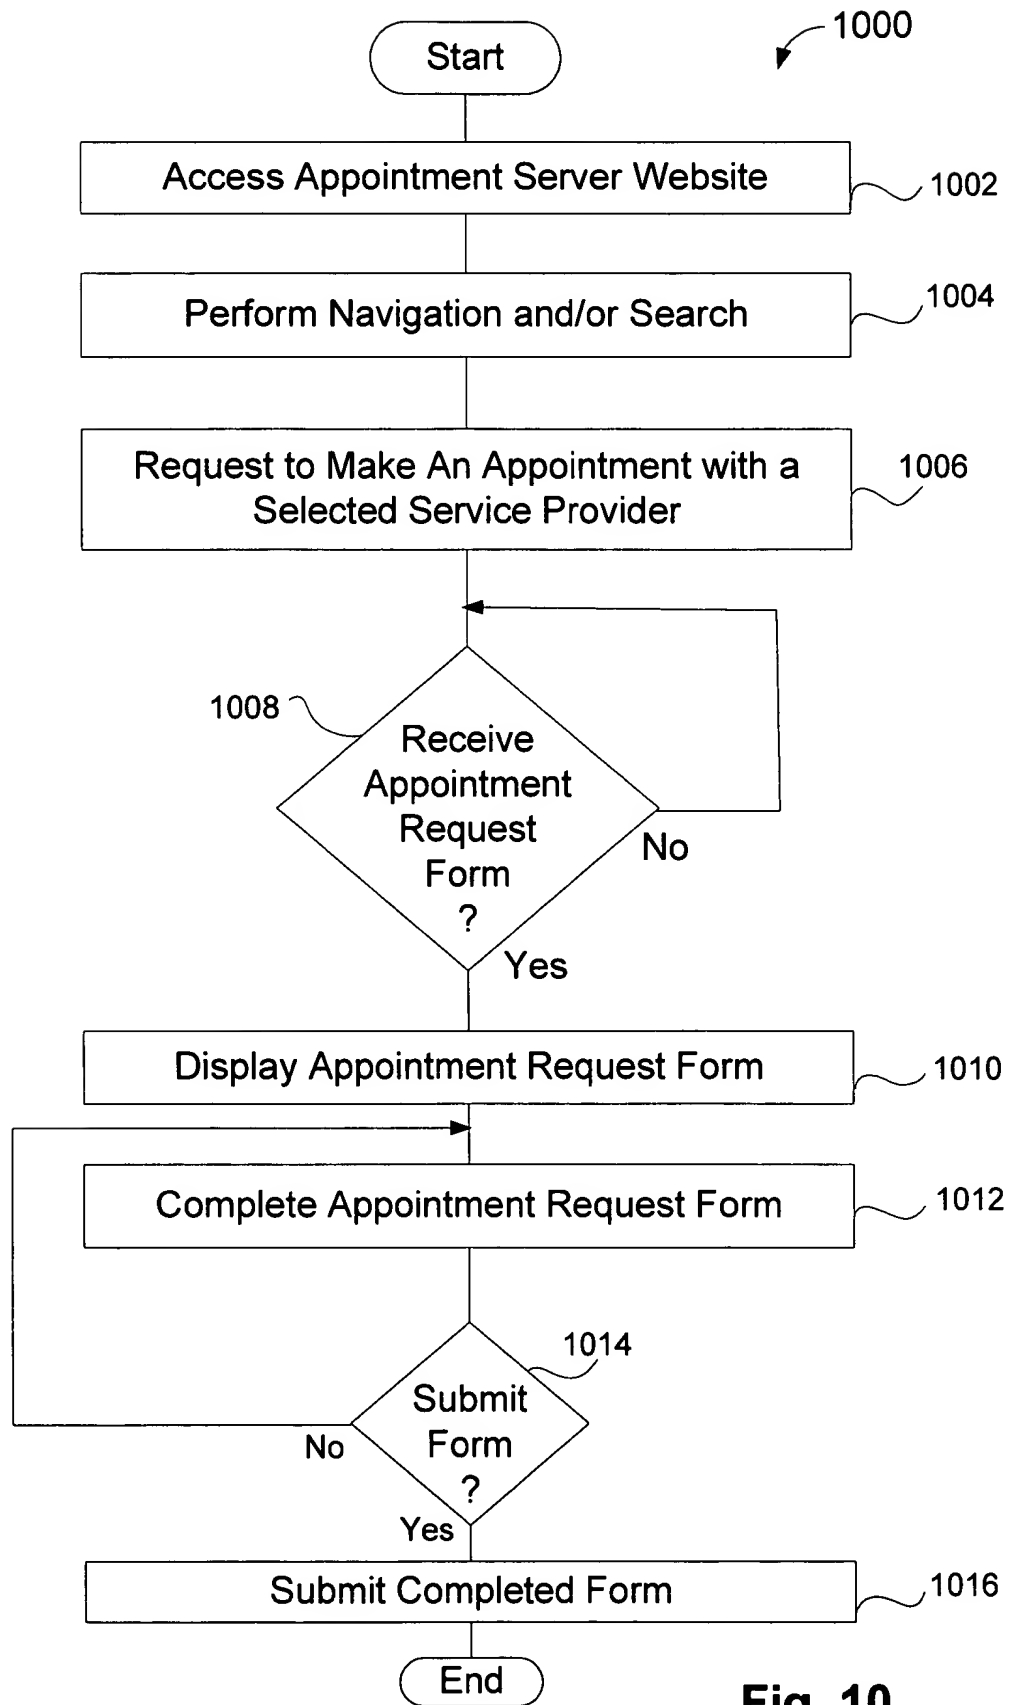 1000
Start
Access Appointment Server Website
1002
Perform Navigation and/or Search
1004
Request to Make An Appointment with a
Selected Service Provider
1006
1008
Receive
Appointment
Request
Form
?
No
Yes
Display Appointment Request Form
1010
Complete Appointment Request Form
1012
1014
Submit
Form
?
No
Yes
Submit Completed Form
1016
End
Fig. 10